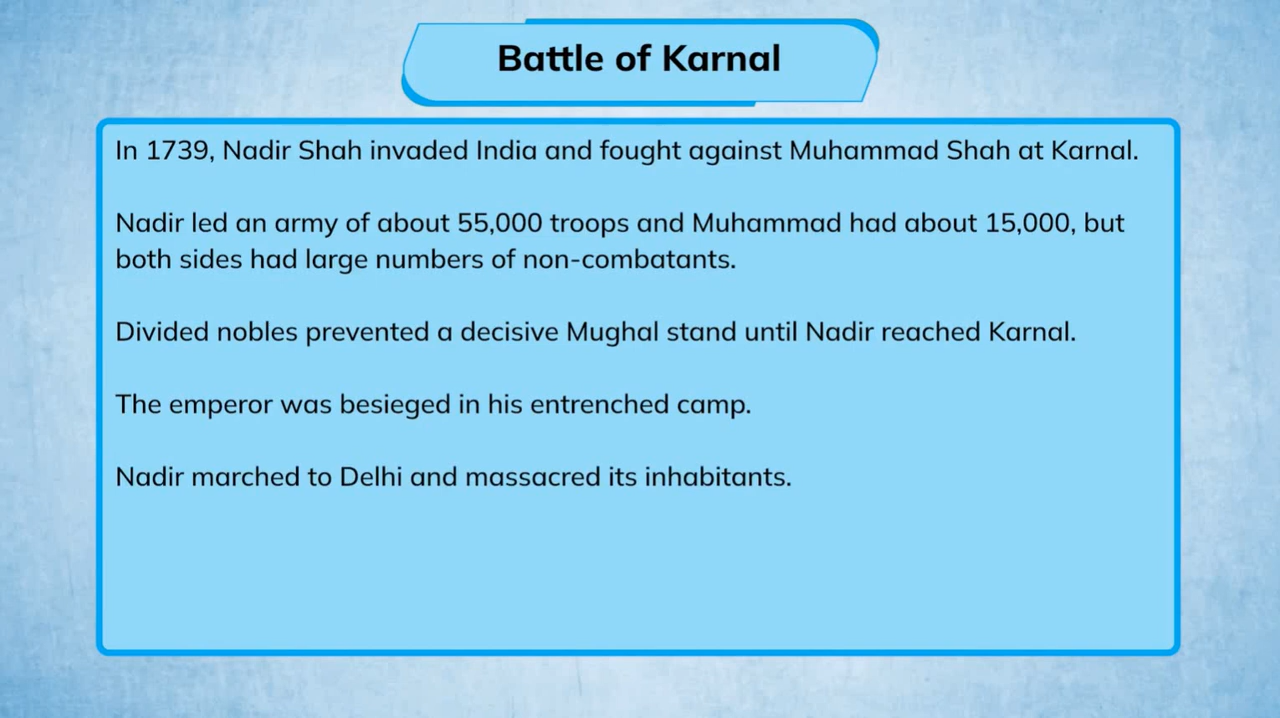 Battle of Karnal
In 1739, Nadir Shah invaded India and fought against Muhammad Shah at Karnal.
Nadir led an army of about 55,000 troops and Muhammad had about 15,000, but
both sides had large numbers of non-combatants.
Divided nobles prevented a decisive Mughal stand until Nadir reached Karnal.
The emperor was besieged in his entrenched camp.
Nadir marched to Delhi and massacred its inhabitants.